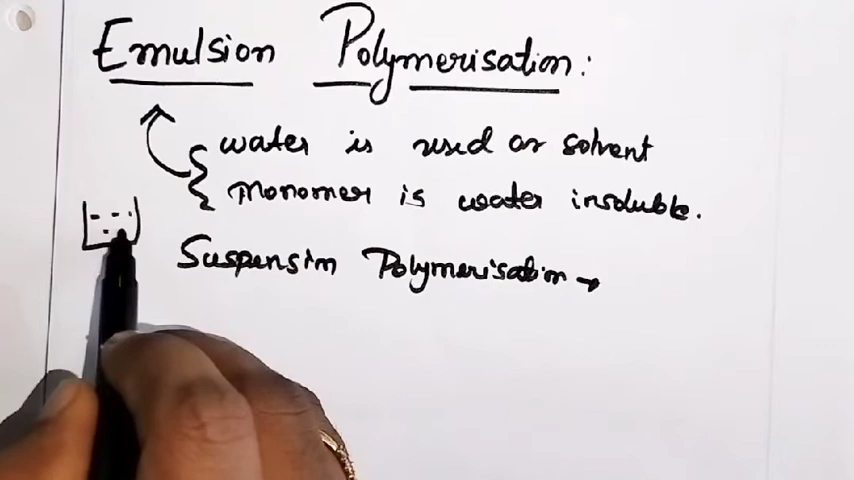 Emulsion Polymerisation:
water is used as solvent
Monomer is water insoluble.
Suspension Polymerisation →